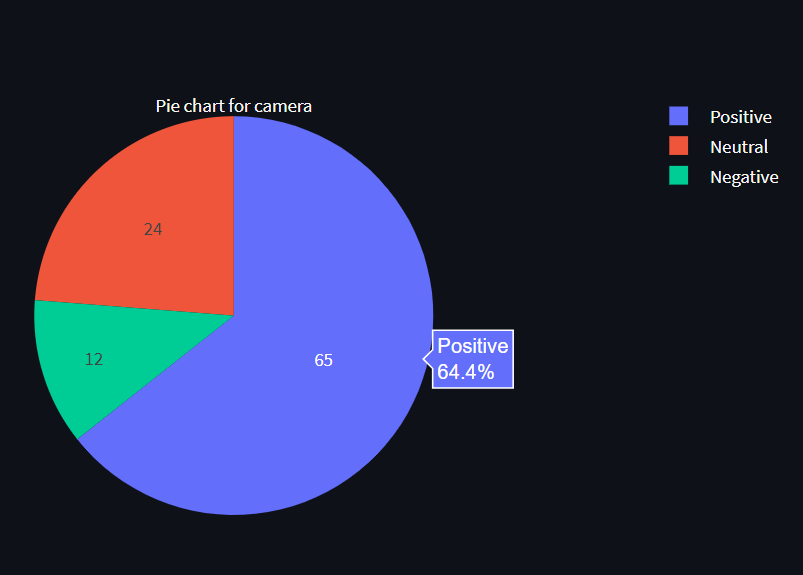 Pie chart for camera
Positive
Neutral
Negative
24
12
65
Positive
64.4%